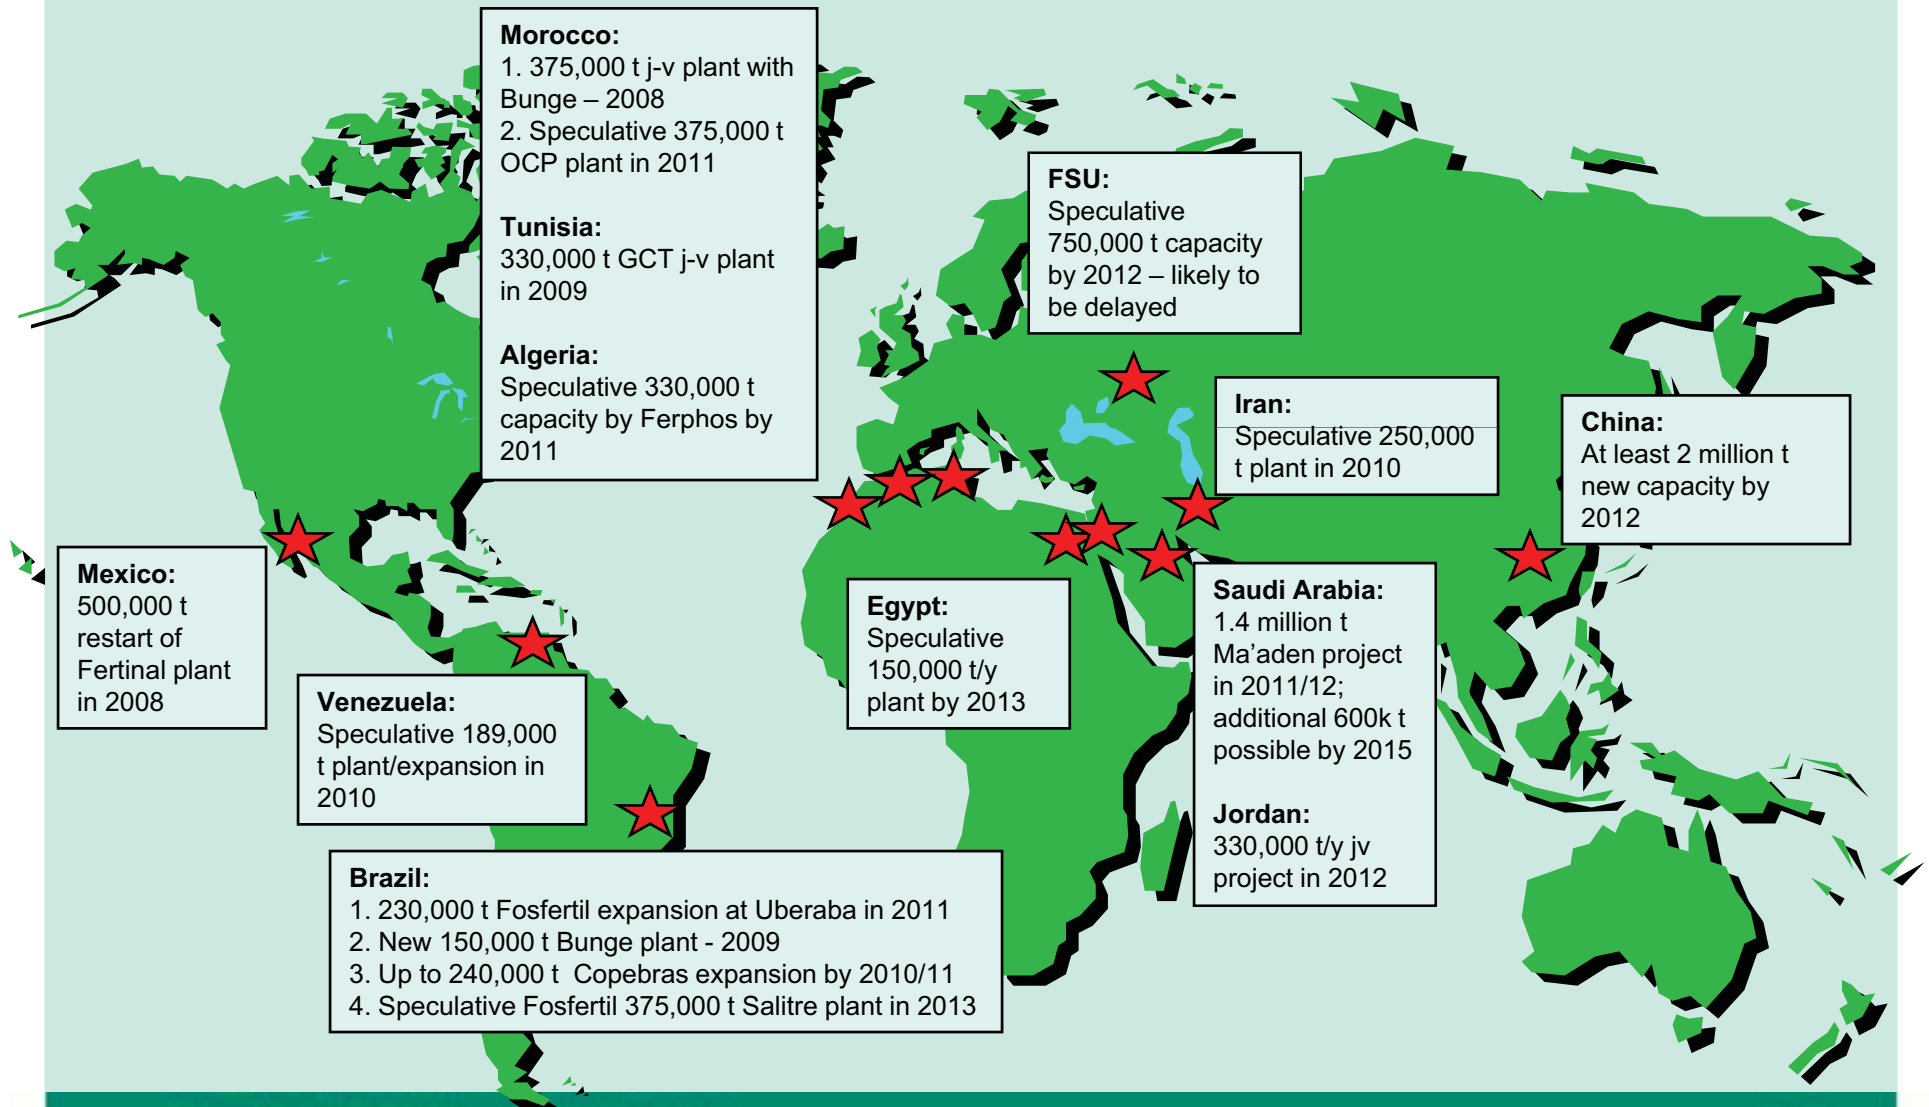 Morocco:
1. 375,000 t j-v plant with
Bunge – 2008
2. Speculative 375,000 t
OCP plant in 2011
Tunisia:
330,000 t GCT j-v plant
in 2009
Algeria:
Speculative 330,000 t
capacity by Ferphos by
2011
FSU:
Speculative
750,000 t capacity
by 2012 – likely to
be delayed
Iran:
Speculative 250,000
t plant in 2010
China:
At least 2 million t
new capacity by
2012
Mexico:
500,000 t
restart of
Fertinal plant
in 2008
Venezuela:
Speculative 189,000
t plant/expansion in
2010
Egypt:
Speculative
150,000 t/y
plant by 2013
Saudi Arabia:
1.4 million t
Ma’aden project
in 2011/12;
additional 600k t
possible by 2015
Jordan:
330,000 t/y jv
project in 2012
Brazil:
1. 230,000 t Fosfertil expansion at Uberaba in 2011
2. New 150,000 t Bunge plant - 2009
3. Up to 240,000 t  Copebras expansion by 2010/11
4. Speculative Fosfertil 375,000 t Salitre plant in 2013